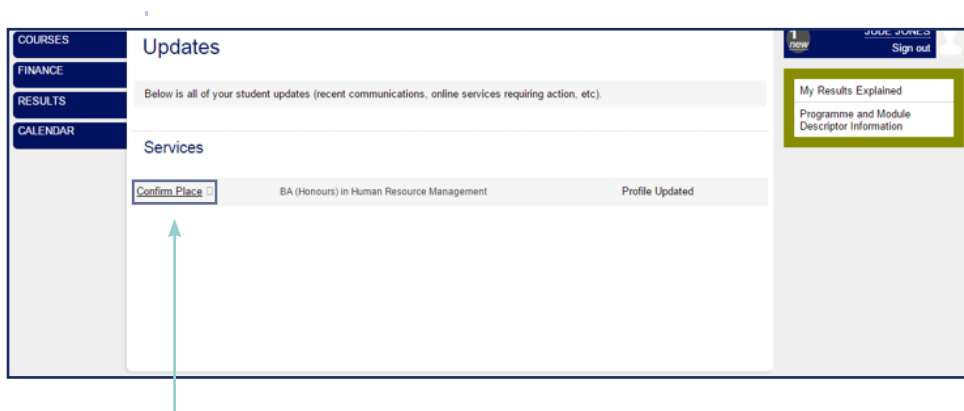 COURSES
FINANCE
RESULTS
CALENDAR
Updates
Below is all of your student updates (recent communications, online services requiring action, etc).
Services
Confirm Place
BA (Honours) in Human Resource Management
Profile Updated
1
new
JUDE JONES
Sign out
My Results Explained
Programme and Module
Descriptor Information